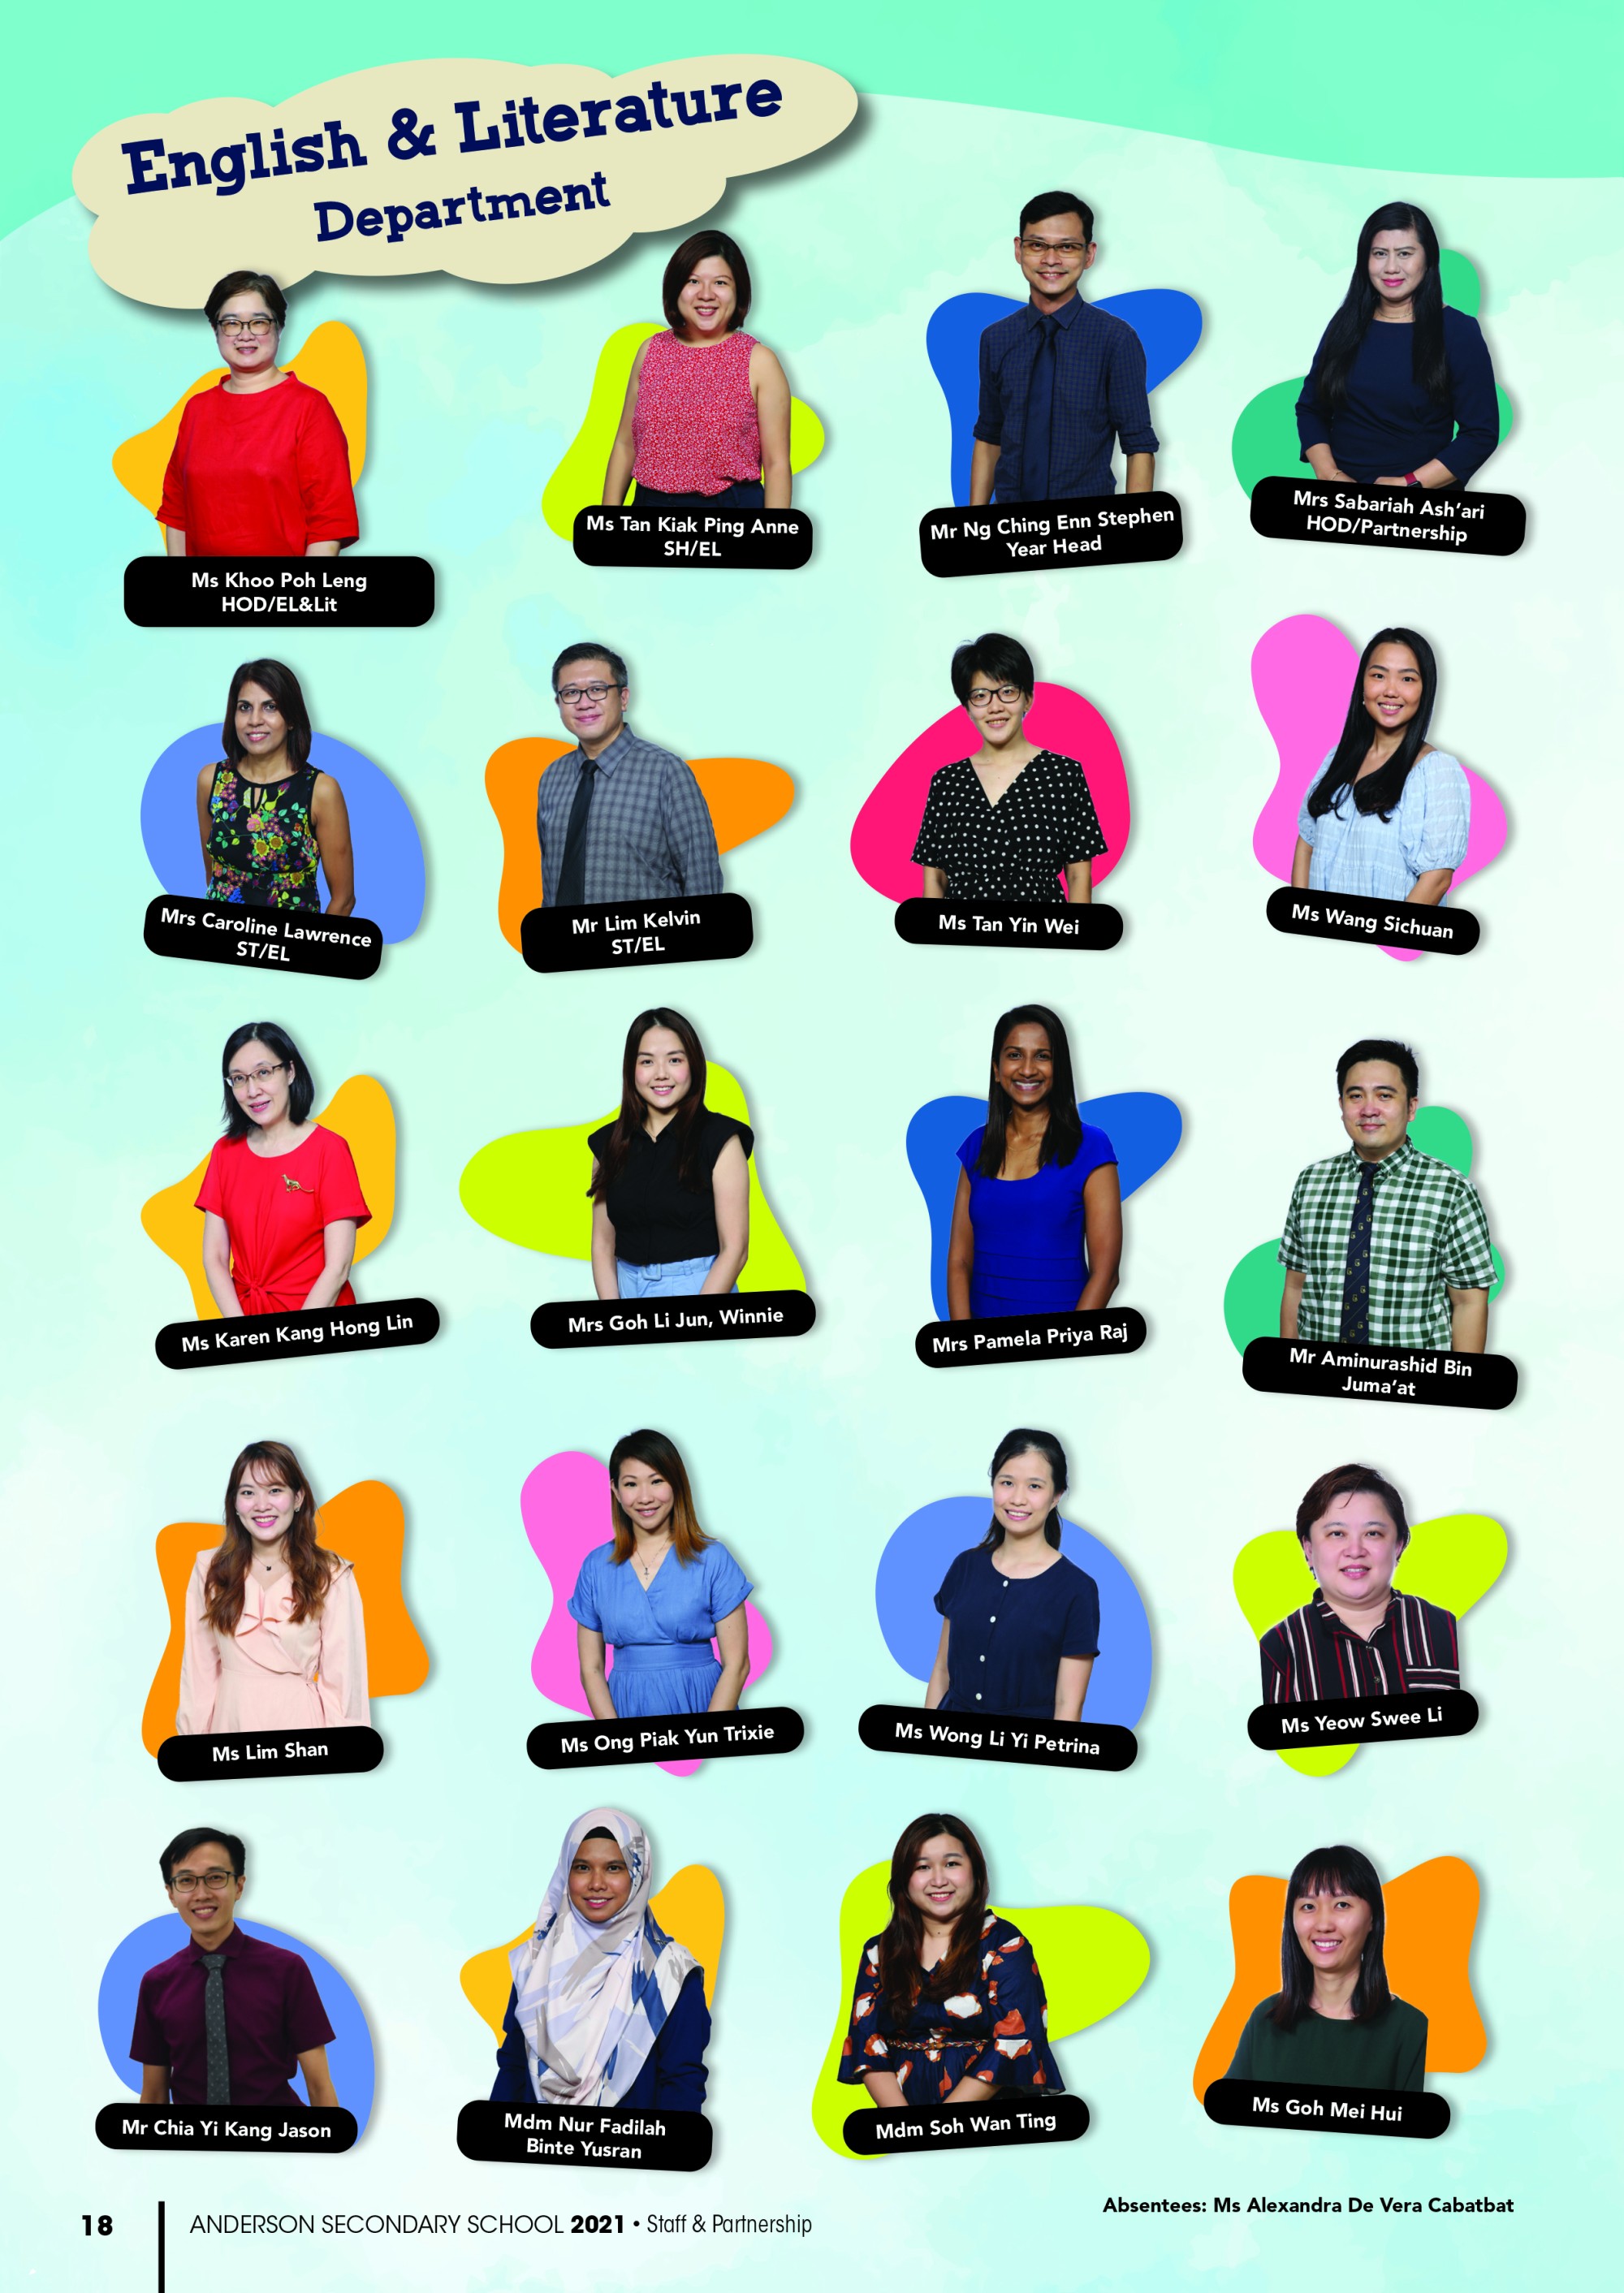 English & Literature
Department
Ms Khoo Poh Leng
HOD/EL&Lit
Ms Tan Kiak Ping Anne
SH/EL
Mr Ng Ching Enn Stephen
Year Head
Mrs Sabariah Ash’ari
HOD/Partnership
Mrs Caroline Lawrence
ST/EL
Mr Lim Kelvin
ST/EL
Ms Tan Yin Wei
Ms Wang Sichuan
Ms Karen Kang Hong Lin
Mrs Goh Li Jun, Winnie
Mrs Pamela Priya Raj
Mr Aminurashid Bin
Juma’at
Ms Lim Shan
Ms Ong Piak Yun Trixie
Ms Wong Li Yi Petrina
Ms Yeow Swee Li
Mr Chia Yi Kang Jason
Mdm Nur Fadilah
Binte Yusran
Mdm Soh Wan Ting
Ms Goh Mei Hui
Absentees: Ms Alexandra De Vera Cabatbat
18
ANDERSON SECONDARY SCHOOL 2021 • Staff & Partnership